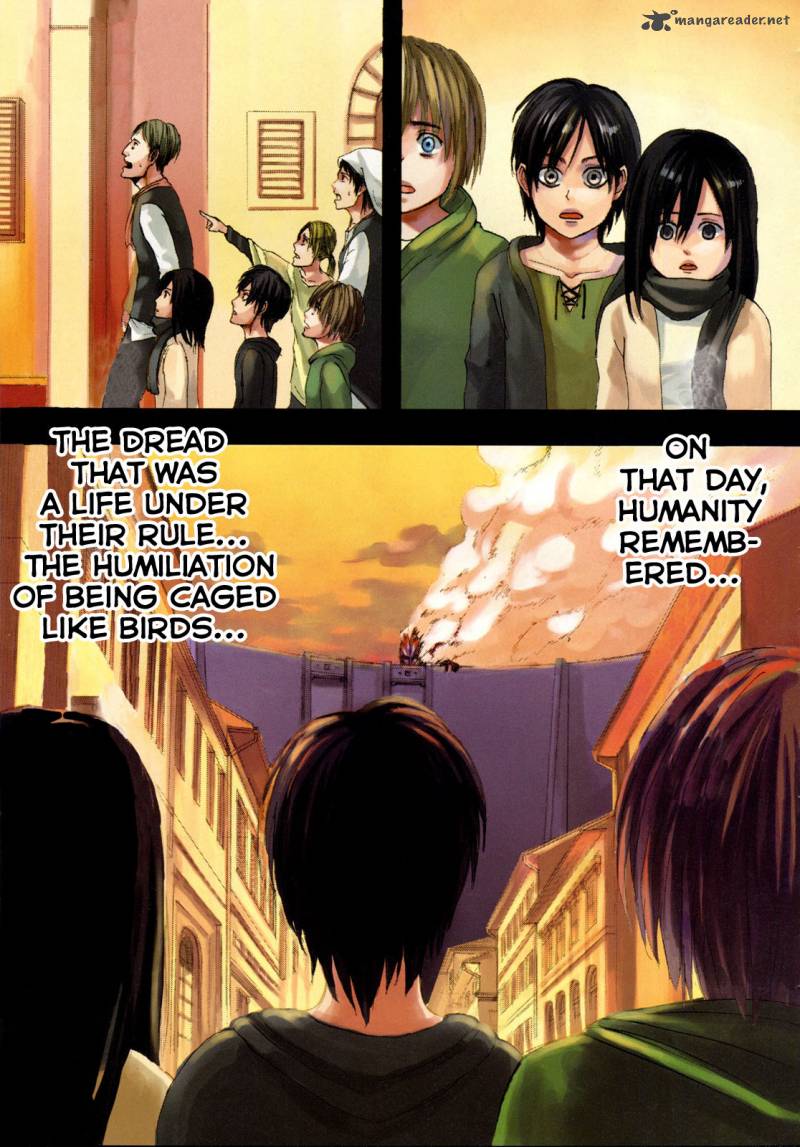 mangareader.net
ON
THAT DAY,
HUMANITY
REMEMB-
ERED...
THE DREAD
THAT WAS
A LIFE UNDER
THEIR RULE...
THE HUMILIATION
OF BEING CAGED
LIKE BIRDS...